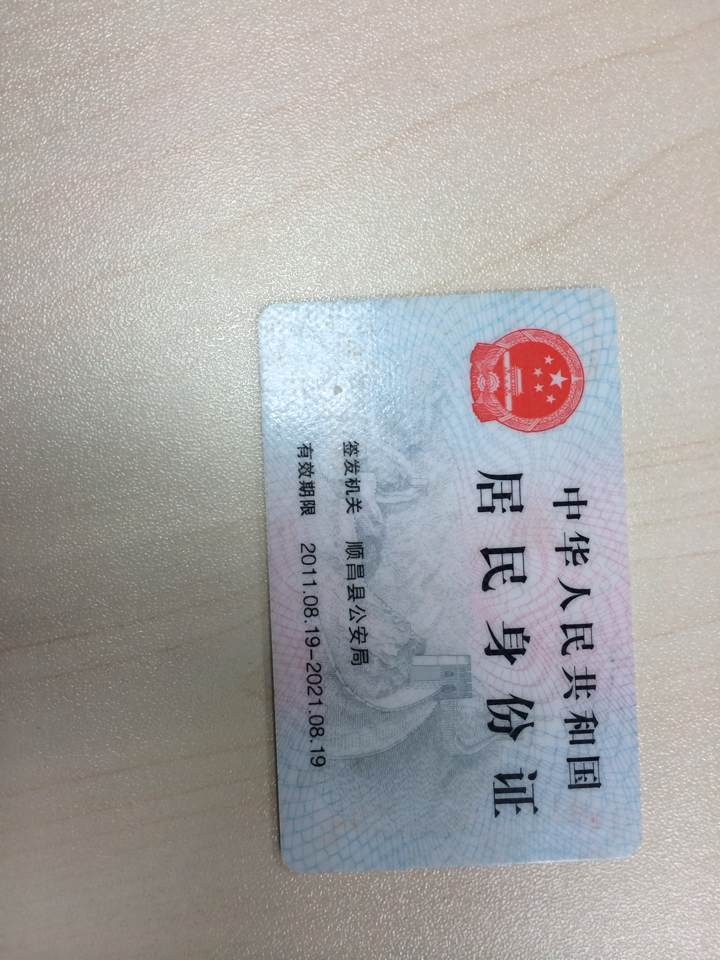 中华人民共和国
居民身份证
签发机关 顺昌县公安局
有效期限 2011.08.19-2021.08.19